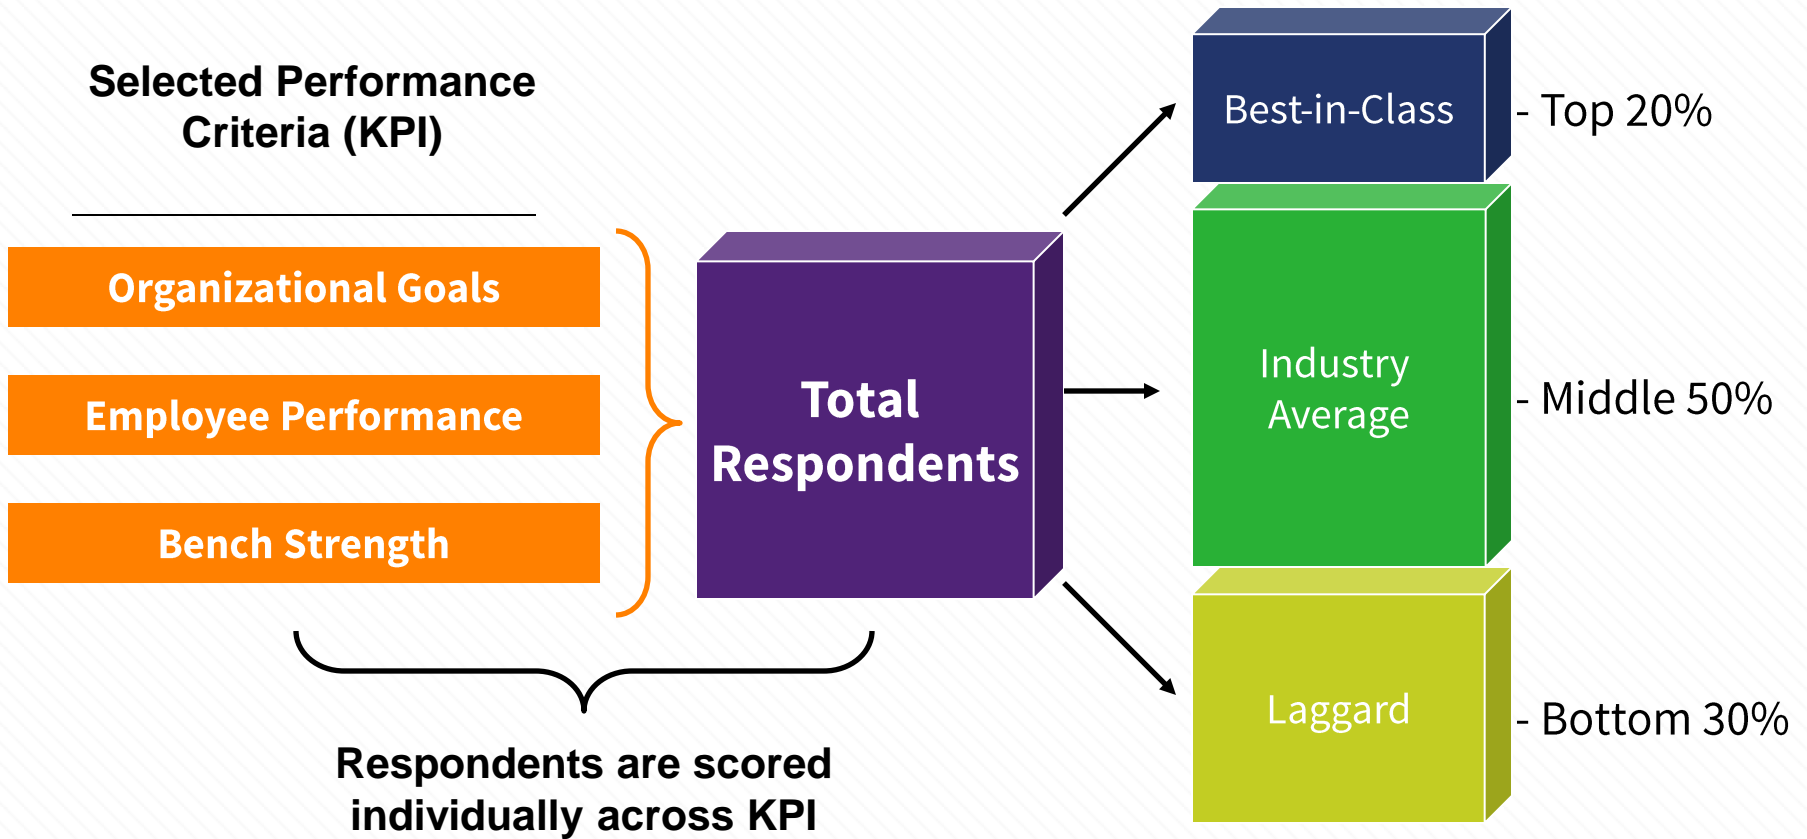 Selected Performance
Criteria (KPI)
Organizational Goals
Employee Performance
Bench Strength
Total
Respondents
Respondents are scored
individually across KPI
Best-in-Class
- Top 20%
Industry
Average
- Middle 50%
Laggard
- Bottom 30%